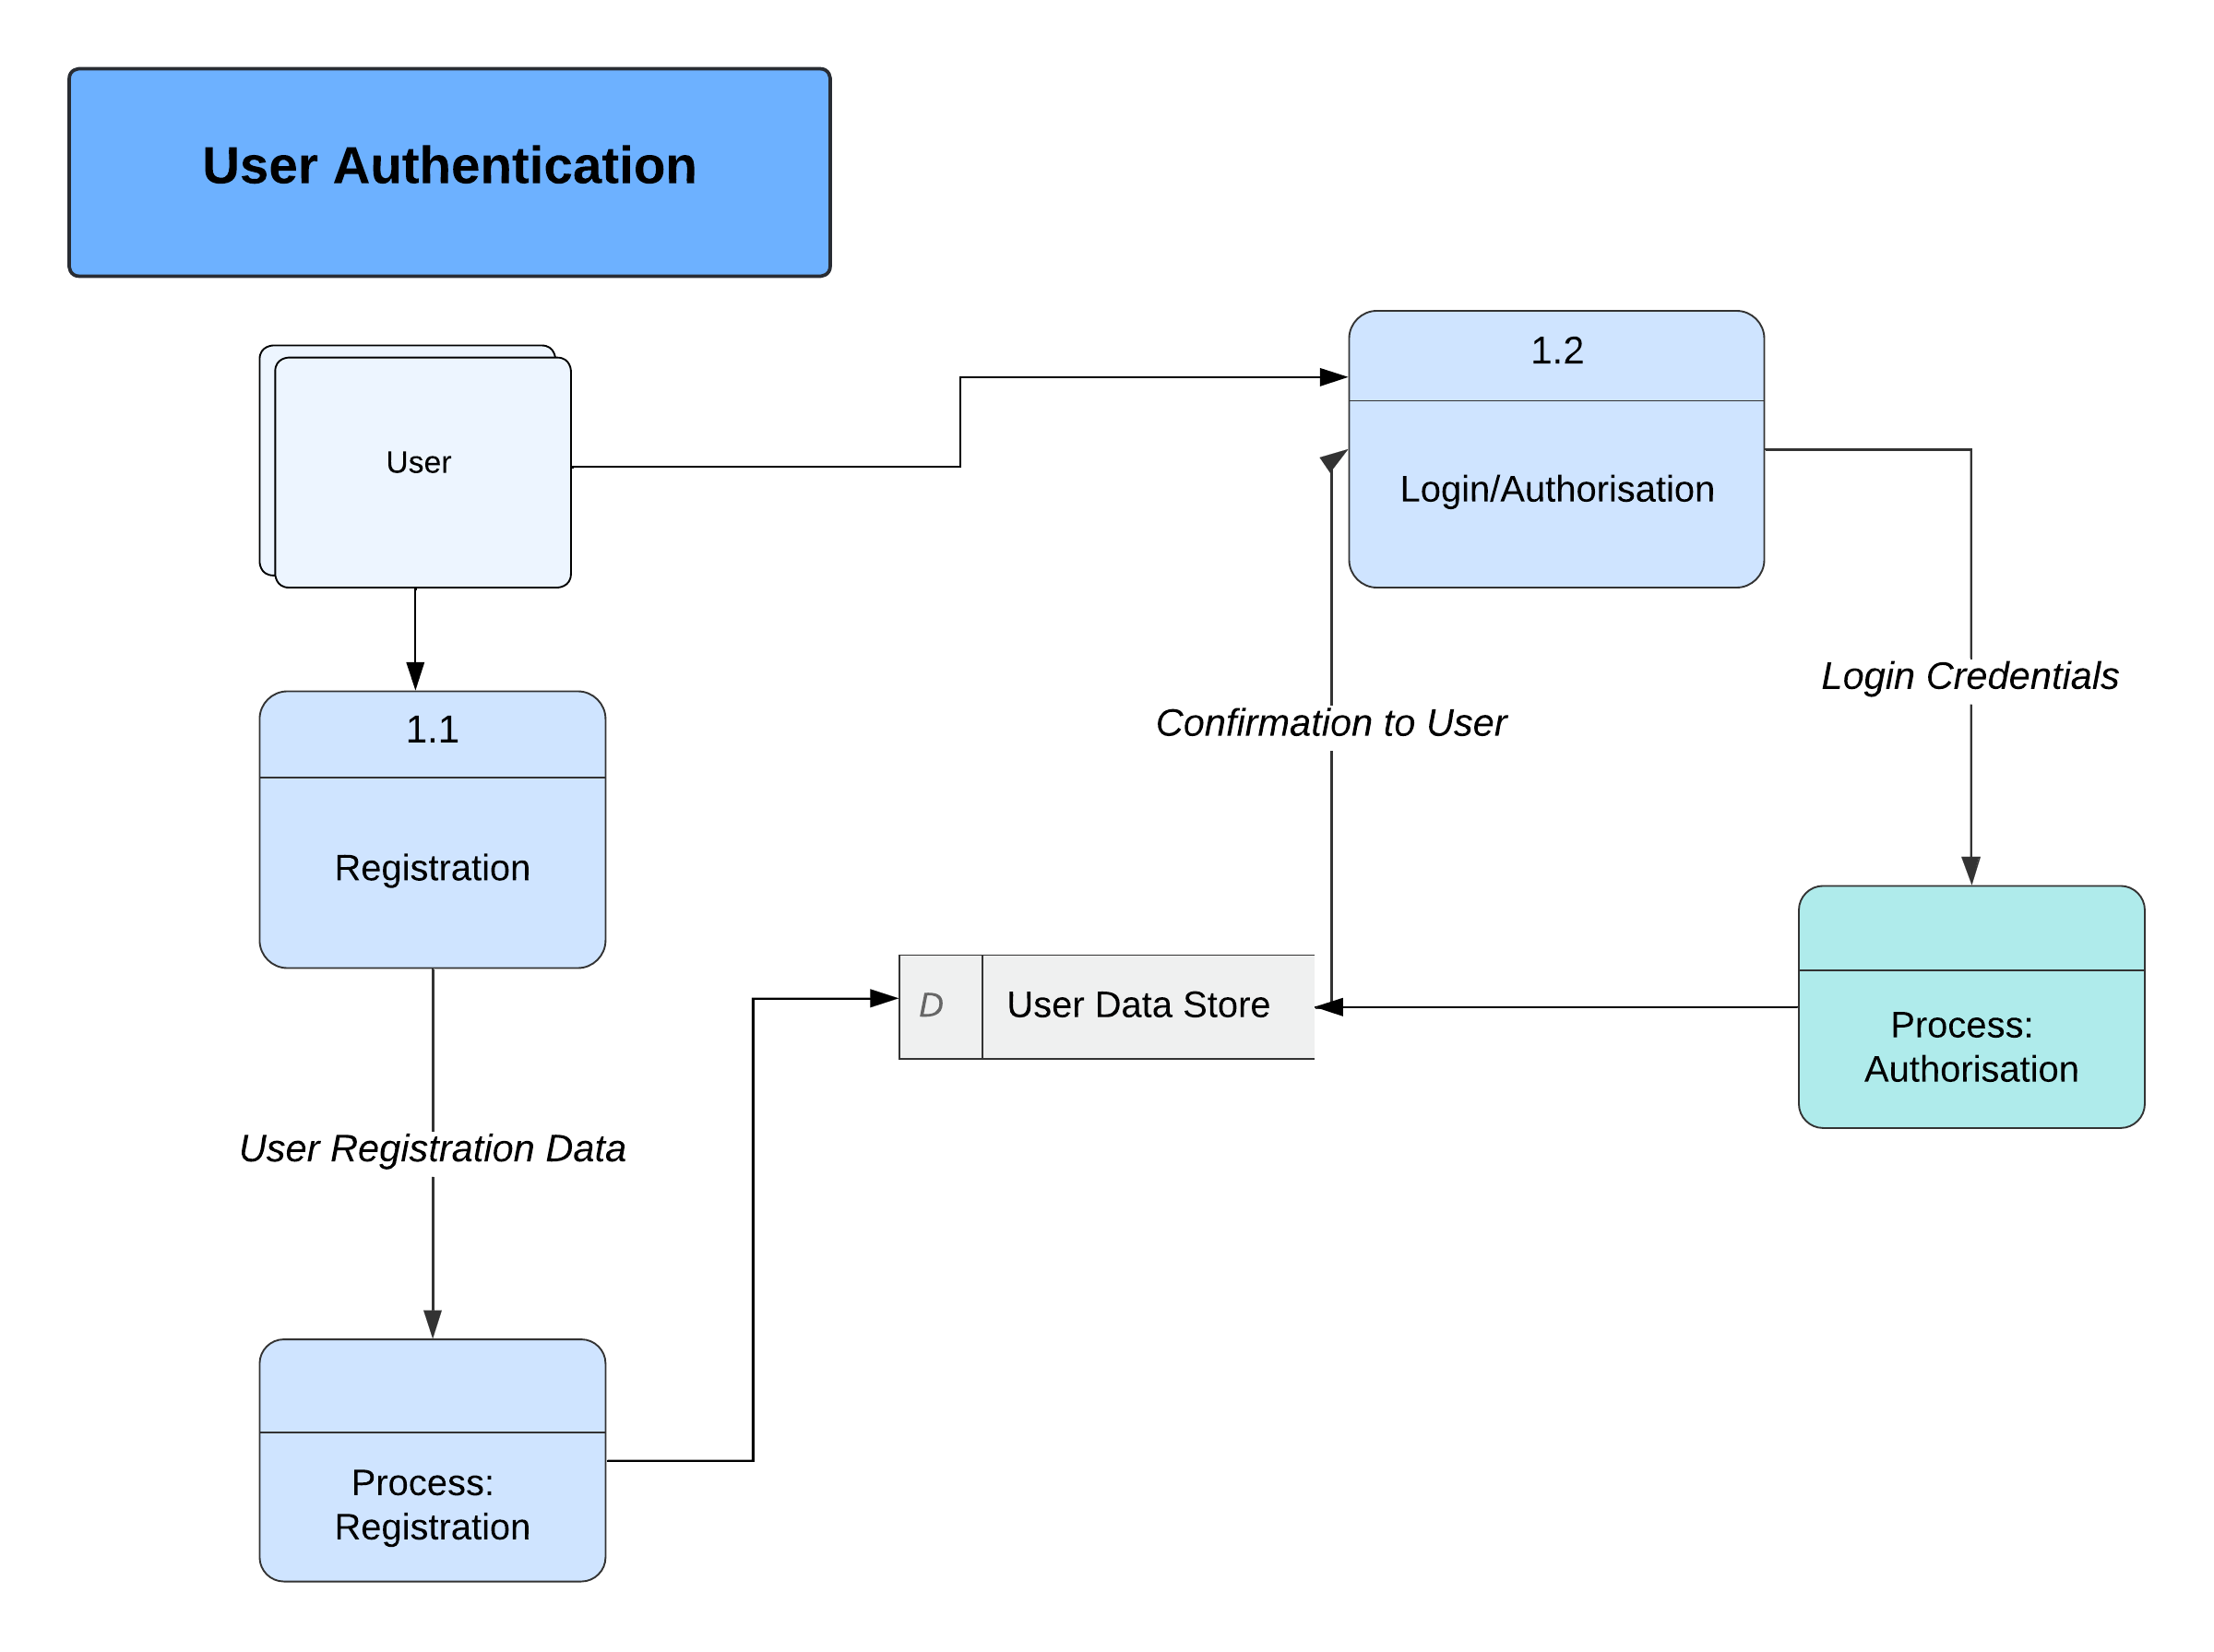 User Authentication
1.2
User
Login/Authorisation
Login Credentials
Confirmation to User
1.1
Registration
D
User Data Store
Process:
Authorisation
User Registration Data
Process:
Registration